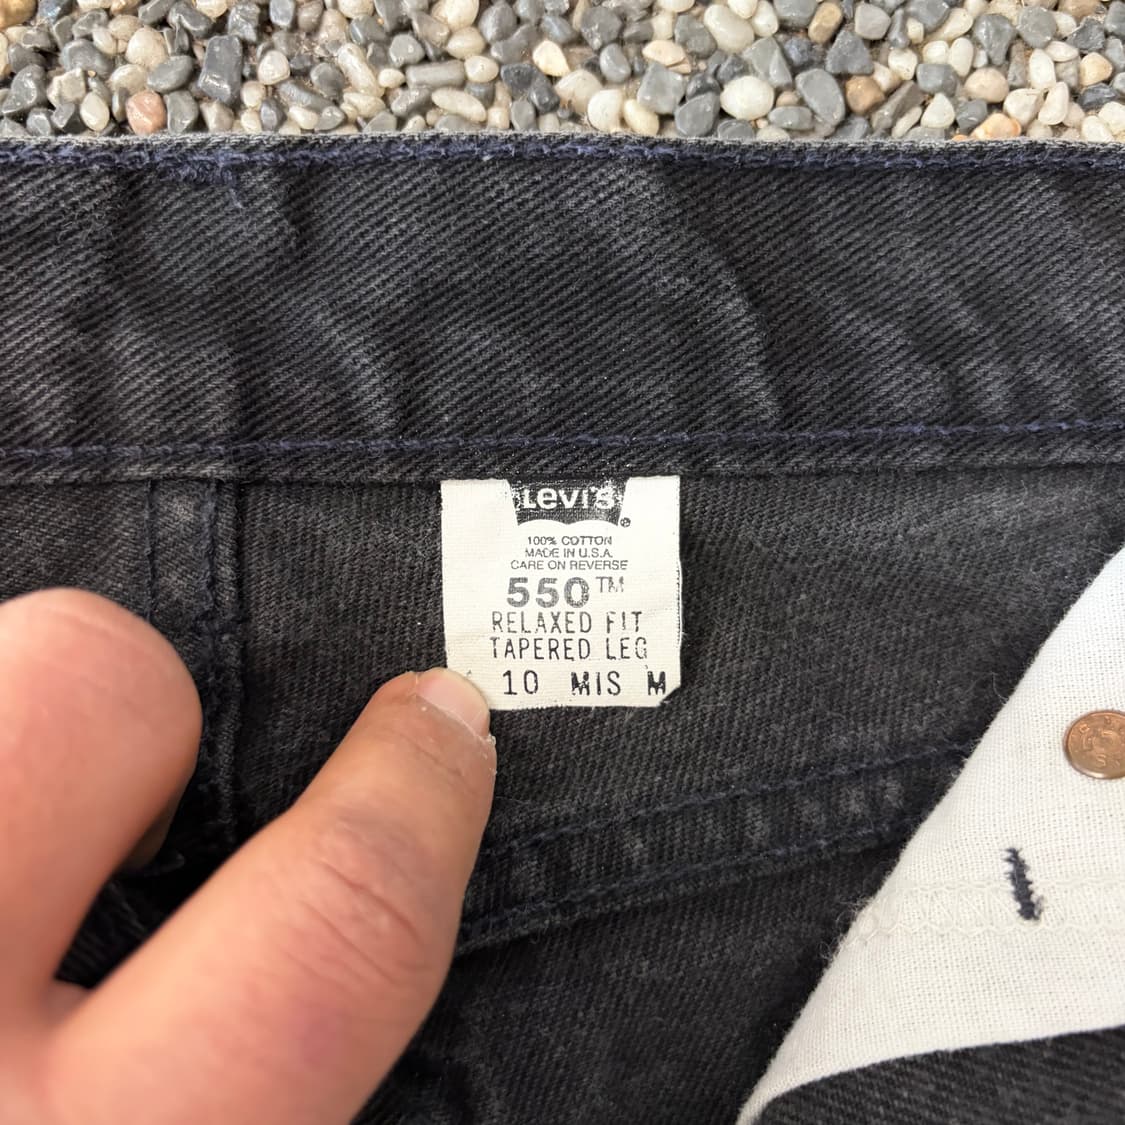 Levi's ®
100% COTTON
MADE IN U.S.A.
CARE ON REVERSE
550™
RELAXED FIT
TAPERED LEG
10 MIS M